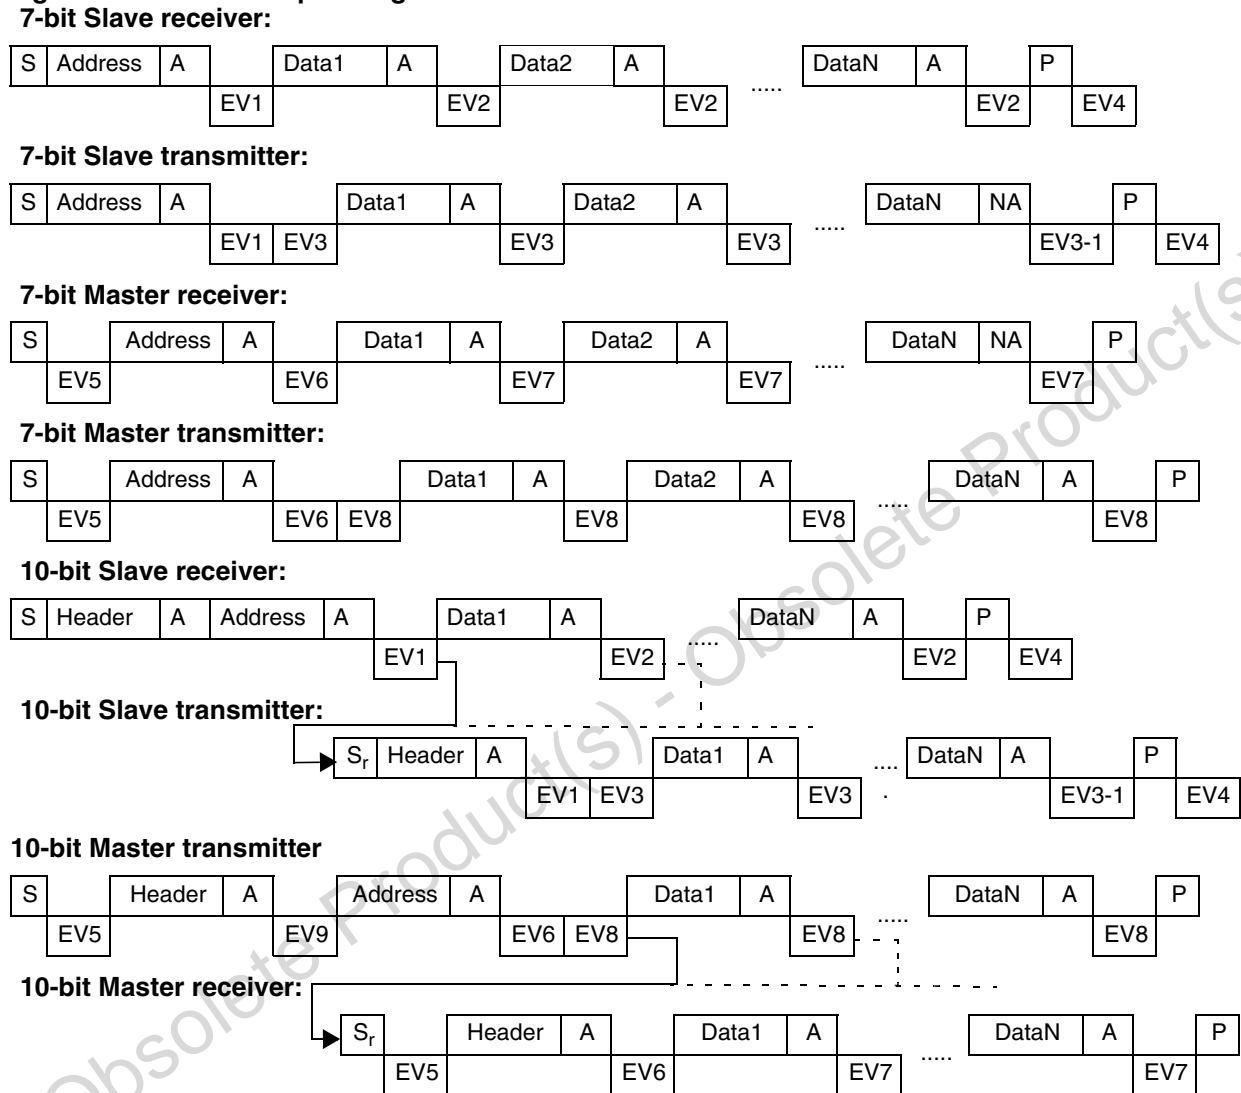 7-bit Slave receiver:
S Address A Data1 A Data2 A ..... DataN A P
EV1 EV2 EV2 EV2 EV4
7-bit Slave transmitter:
S Address A Data1 A Data2 A ..... DataN NA P
EV1 EV3 EV3 EV3 EV3-1 EV4
7-bit Master receiver:
S Address A Data1 A Data2 A ..... DataN NA P
EV5 EV6 EV7 EV7 EV7
7-bit Master transmitter:
S Address A Data1 A Data2 A ..... DataN A P
EV5 EV6 EV8 EV8 EV8 EV8
10-bit Slave receiver:
S Header A Address A Data1 A ..... DataN A P
EV1 EV2 EV2 EV4
10-bit Slave transmitter:
Sr Header A Data1 A .... DataN A P
EV1 EV3 EV3 . EV3-1 EV4
10-bit Master transmitter
S Header A Address A Data1 A ..... DataN A P
EV5 EV9 EV6 EV8 EV8 EV8
10-bit Master receiver:
Sr Header A Data1 A ..... DataN A P
EV5 EV6 EV7 EV7
Obsolete Product(s) - Obsolete Product(s)